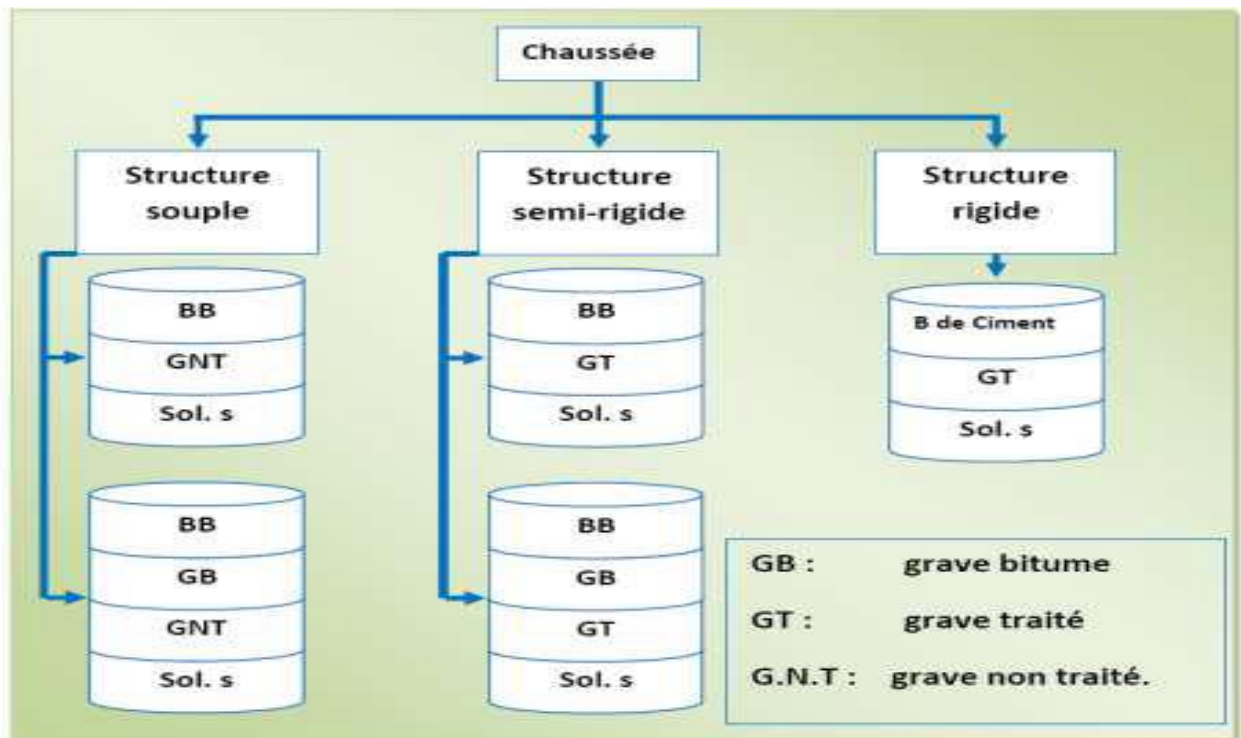 Chaussée
Structure
souple
Structure
semi-rigide
Structure
rigide
BB
GNT
Sol. s
BB
GB
GNT
Sol. s
BB
GT
Sol. s
BB
GB
GT
Sol. s
B de Ciment
GT
Sol. s
GB : grave bitume
GT : grave traité
G.N.T : grave non traité.